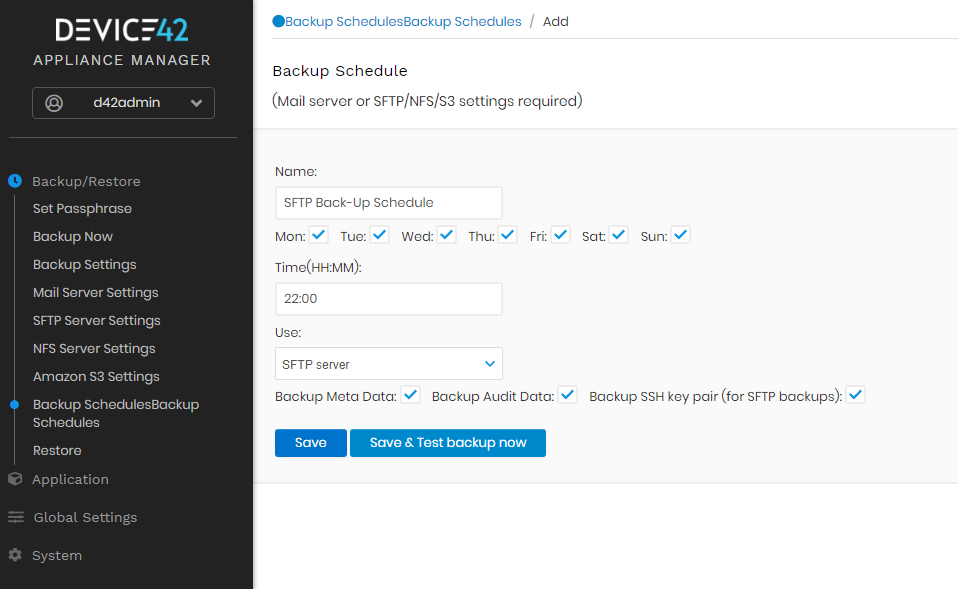 DEVICE42
APPLIANCE MANAGER
d42admin
Backup/Restore
Set Passphrase
Backup Now
Backup Settings
Mail Server Settings
SFTP Server Settings
NFS Server Settings
Amazon S3 Settings
Backup SchedulesBackup
Schedules
Restore
Application
Global Settings
System
Backup SchedulesBackup Schedules / Add
Backup Schedule
(Mail server or SFTP/NFS/S3 settings required)
Name:
SFTP Back-Up Schedule
Mon: Tue: Wed: Thu: Fri: Sat: Sun:
Time(HH:MM):
22:00
Use:
SFTP server
Backup Meta Data: Backup Audit Data: Backup SSH key pair (for SFTP backups):
Save Save & Test backup now